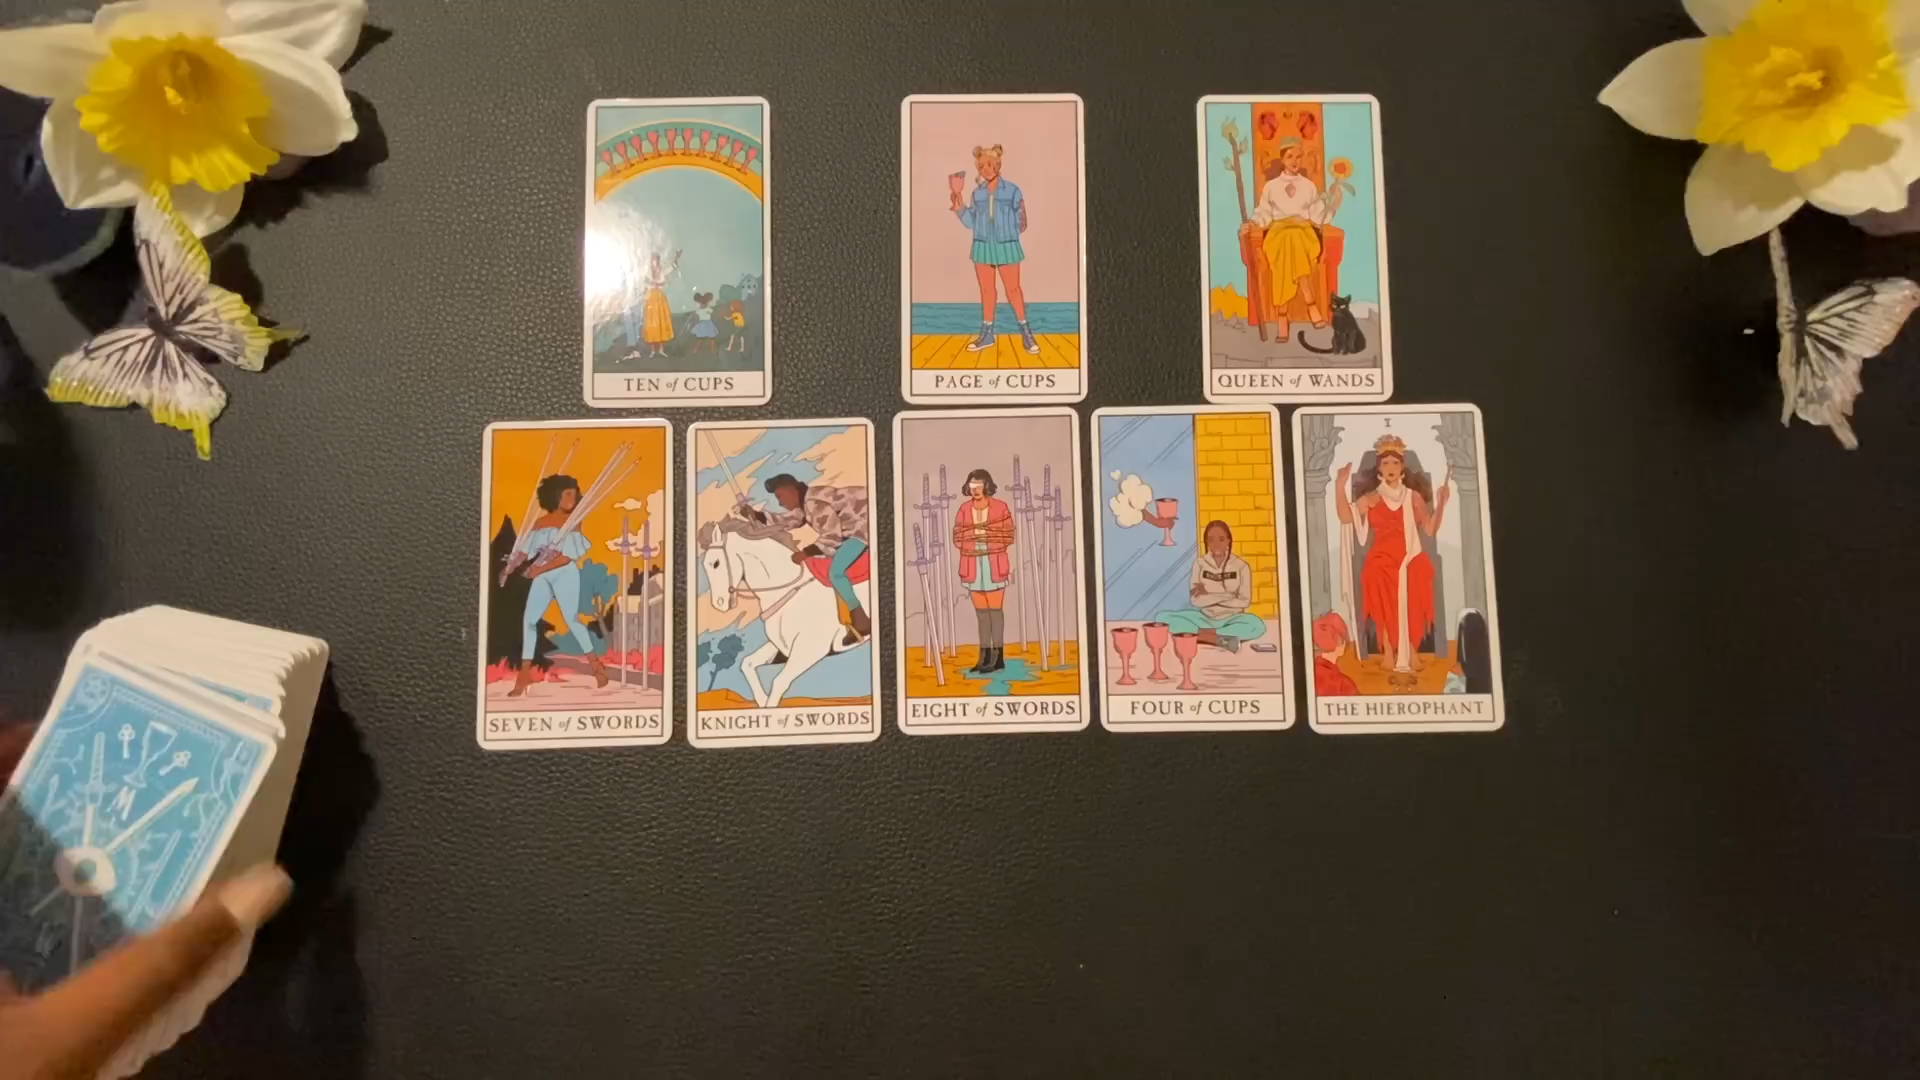 TEN of CUPS
PAGE of CUPS
QUEEN of WANDS
SEVEN of SWORDS
KNIGHT of SWORDS
EIGHT of SWORDS
FOUR of CUPS
I
THE HIEROPHANT
M